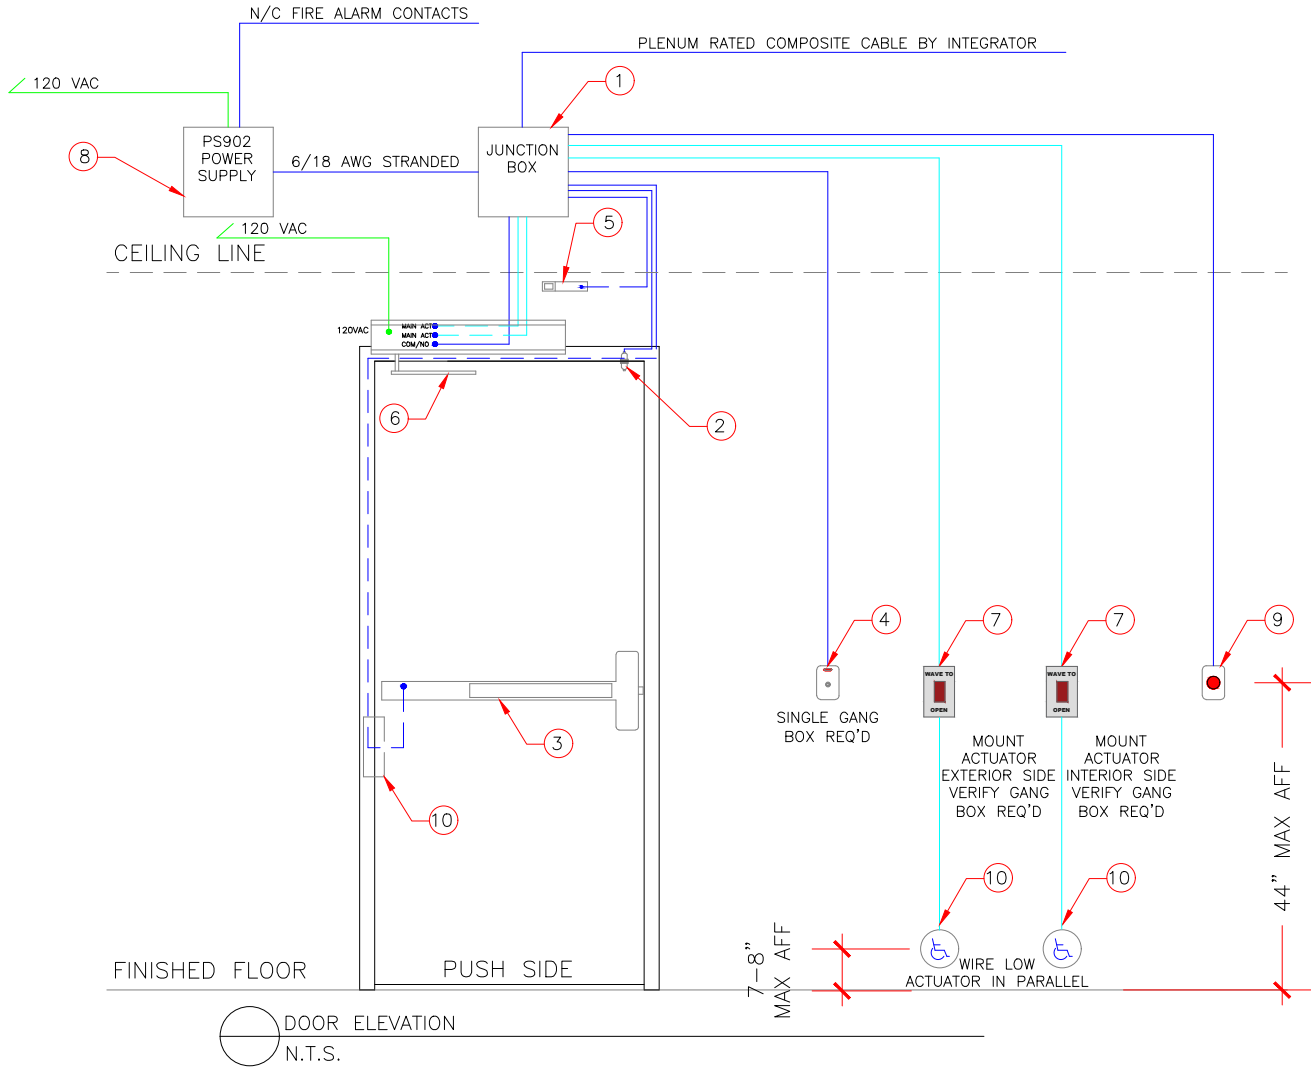 N/C FIRE ALARM CONTACTS
PLENUM RATED COMPOSITE CABLE BY INTEGRATOR
120 VAC
1
PS902
POWER
SUPPLY
8
6/18 AWG STRANDED
JUNCTION
BOX
120 VAC
5
CEILING LINE
120VAC
MAIN ACT
MAIN ACT
COM/NO
6
2
4
7
7
9
WAVE TO
OPEN
WAVE TO
OPEN
SINGLE GANG
BOX REQ'D
3
MOUNT
ACTUATOR
EXTERIOR SIDE
VERIFY GANG
BOX REQ'D
MOUNT
ACTUATOR
INTERIOR SIDE
VERIFY GANG
BOX REQ'D
10
44" MAX AFF
10
10
7-8"
MAX AFF
WIRE LOW
ACTUATOR IN PARALLEL
FINISHED FLOOR
PUSH SIDE
DOOR ELEVATION
N.T.S.